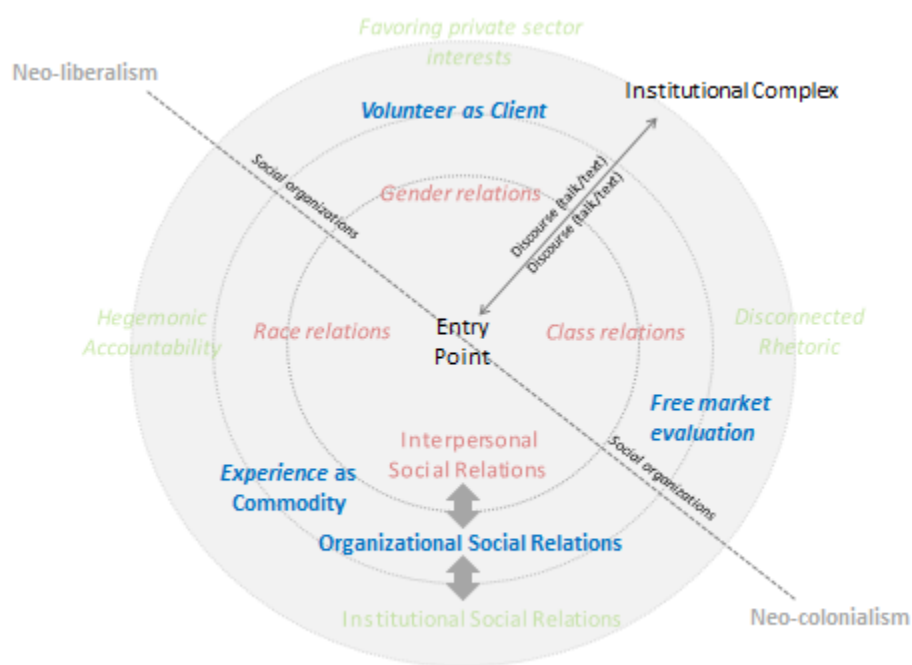 Favoring private sector
interests
Neo-liberalism
Institutional Complex
Volunteer as Client
Social organizations
Discourse (talk/text)
Discourse (talk/text)
Gender relations
Hegemonic
Accountability
Race relations
Entry
Point
Class relations
Disconnected
Rhetoric
Free market
evaluation
Interpersonal
Social Relations
Social organizations
Experience as
Commodity
Organizational Social Relations
Institutional Social Relations
Neo-colonialism